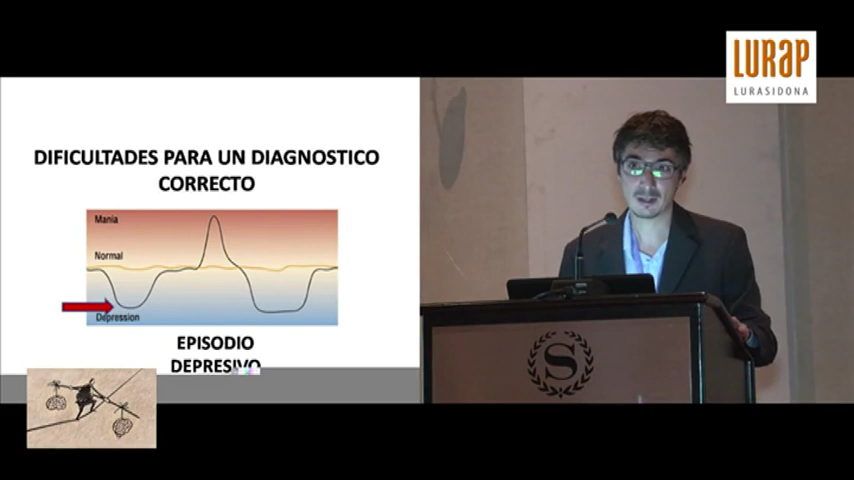 LURAP
LURASIDONA
DIFICULTADES PARA UN DIAGNOSTICO
CORRECTO
Mania
Normal
Depression
EPISODIO
DEPRESIVO
S